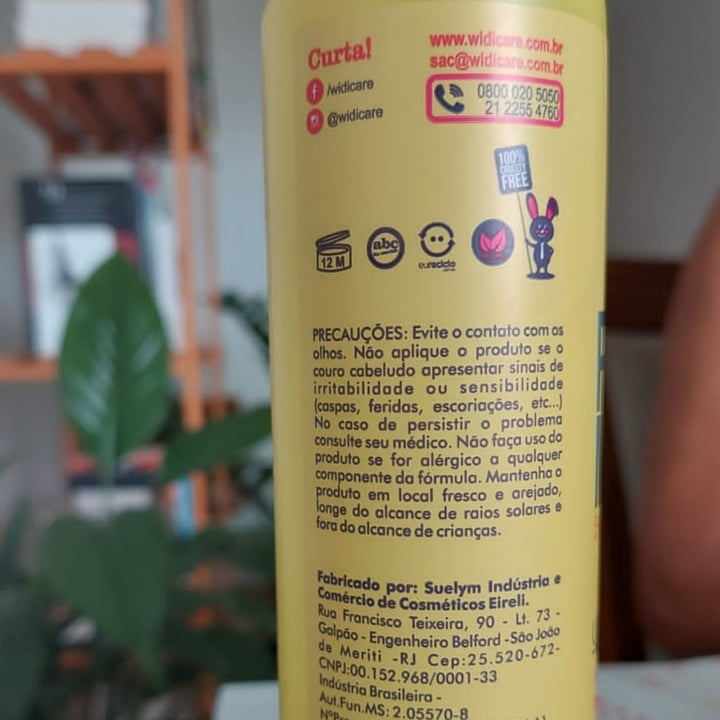 Curta!
/widicare
@widicare
www.widicare.com.br
sac@widicare.com.br
0800 020 5050
21 2255 4760
100%
CRUELTY
FREE
12 M
abc
eureciclo
PRECAUÇÕES: Evite o contato com os
olhos. Não aplique o produto se o
couro cabeludo apresentar sinais de
irritabilidade ou sensibilidade
(caspas, feridas, escoriações, etc...)
No caso de persistir o problema
consulte seu médico. Não faça uso do
produto se for alérgico a qualquer
componente da fórmula. Mantenha o
produto em local fresco e arejado,
longe do alcance de raios solares e
fora do alcance de crianças.
Fabricado por: Suelym Indústria e
Comércio de Cosméticos Eireli.
Rua Francisco Teixeira, 90 - Lt. 73 -
Galpão - Engenheiro Belford -São João
de Meriti -RJ Cep:25.520-672-
CNPJ:00.152.968/0001-33
Indústria Brasileira -
Aut.Fun.MS: 2.05570-8